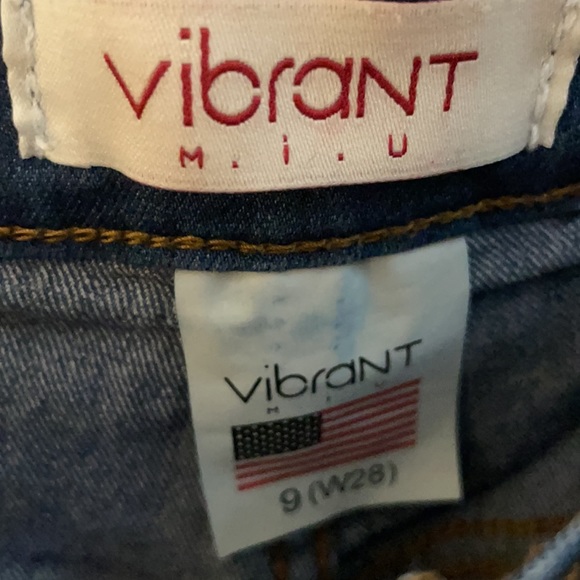 vibraNT
M.i.U
vibraNT
M I U
9 (W28)